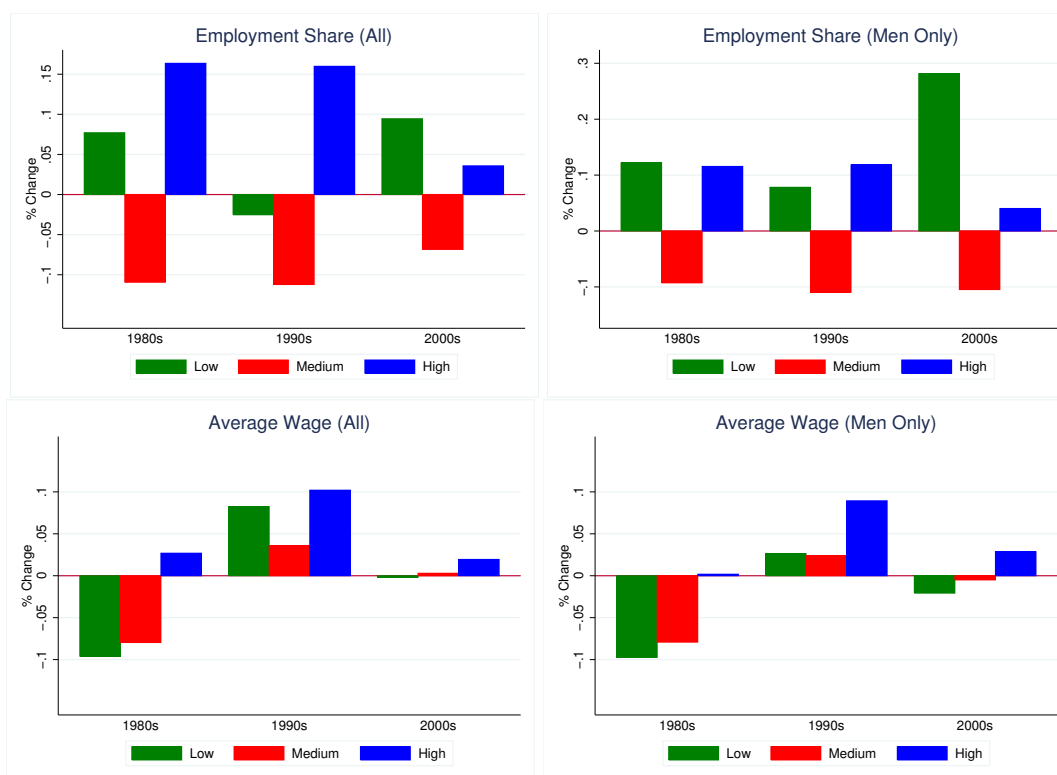 Employment Share (All)
% Change
.15
.1
.05
0
-.05
-.1
1980s 1990s 2000s
Low Medium High
Employment Share (Men Only)
% Change
.3
.2
.1
0
-.1
1980s 1990s 2000s
Low Medium High
Average Wage (All)
% Change
.1
.05
0
-.05
-.1
1980s 1990s 2000s
Low Medium High
Average Wage (Men Only)
% Change
.1
.05
0
-.05
-.1
1980s 1990s 2000s
Low Medium High